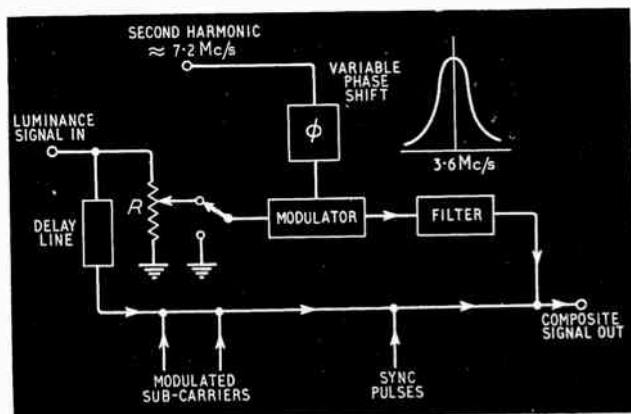 SECOND HARMONIC
≈ 7·2 Mc/s
VARIABLE
PHASE
SHIFT
LUMINANCE
SIGNAL IN
ϕ
3·6 Mc/s
R
DELAY
LINE
MODULATOR
FILTER
COMPOSITE
SIGNAL OUT
MODULATED
SUB-CARRIERS
SYNC
PULSES